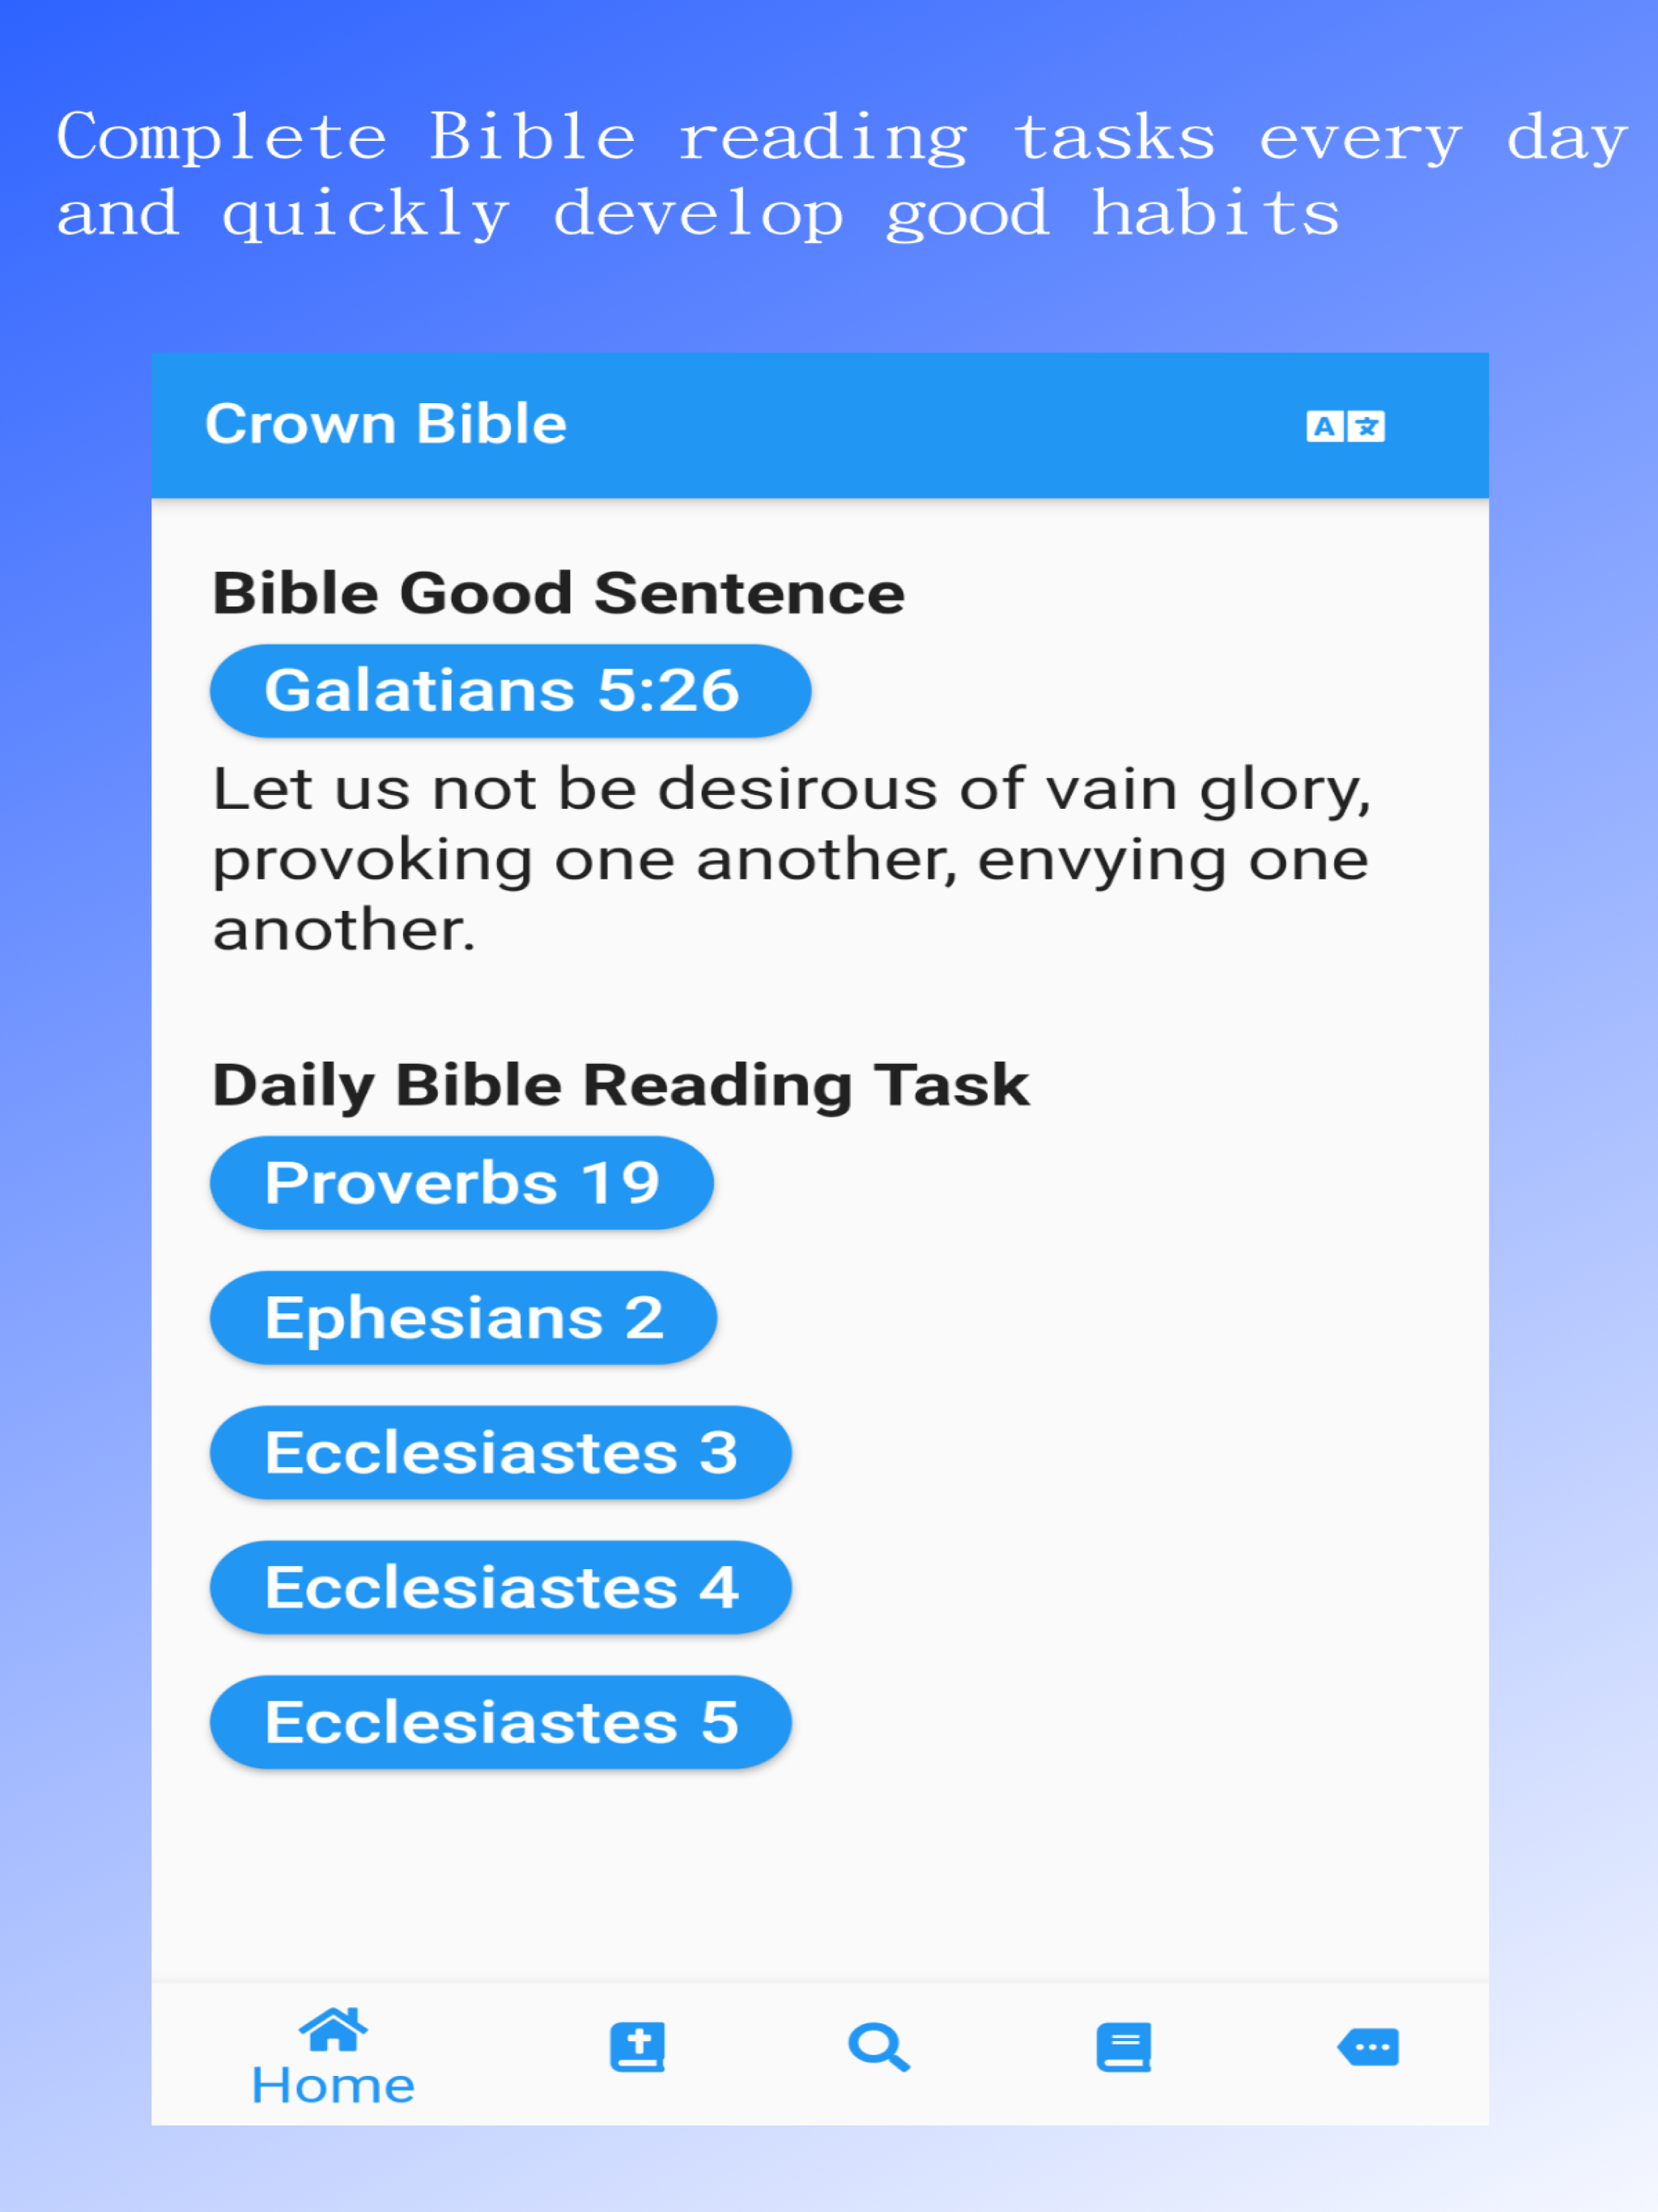 Complete Bible reading tasks every day
and quickly develop good habits
Crown Bible
A 文
Bible Good Sentence
Galatians 5:26
Let us not be desirous of vain glory,
provoking one another, envying one
another.
Daily Bible Reading Task
Proverbs 19
Ephesians 2
Ecclesiastes 3
Ecclesiastes 4
Ecclesiastes 5
Home